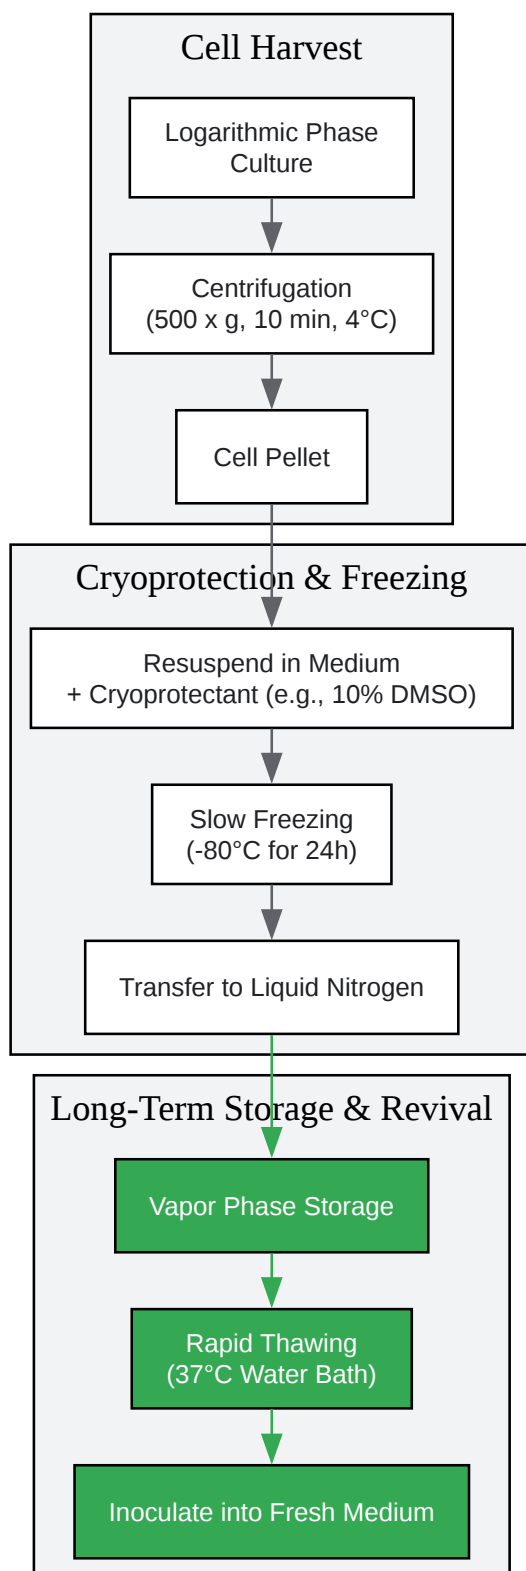 Cell Harvest
Logarithmic Phase
Culture
Centrifugation
(500 x g, 10 min, 4°C)
Cell Pellet
Cryoprotection & Freezing
Resuspend in Medium
+ Cryoprotectant (e.g., 10% DMSO)
Slow Freezing
(-80°C for 24h)
Transfer to Liquid Nitrogen
Long-Term Storage & Revival
Vapor Phase Storage
Rapid Thawing
(37°C Water Bath)
Inoculate into Fresh Medium